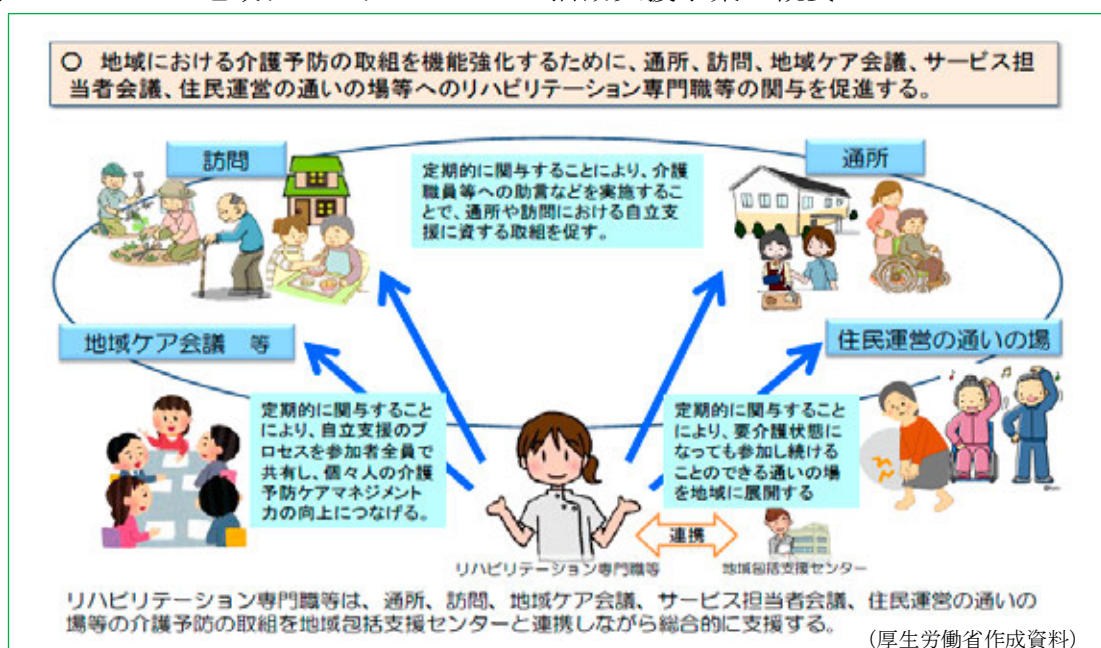 ○ 地域における介護予防の取組を機能強化するために、通所、訪問、地域ケア会議、サービス担
当者会議、住民運営の通いの場等へのリハビリテーション専門職等の関与を促進する。
訪問
定期的に関与することにより、介護
職員等への助言などを実施するこ
とで、通所や訪問における自立支
援に資する取組を促す。
通所
地域ケア会議 等
住民運営の通いの場
定期的に関与すること
により、自立支援のプ
ロセスを参加者全員で
共有し、個々人の介護
予防ケアマネジメント
力の向上につなげる。
定期的に関与すること
により、要介護状態に
なっても参加し続ける
ことのできる通いの場
を地域に展開する
連携
リハビリテーション専門職等
地域包括支援センター
リハビリテーション専門職等は、通所、訪問、地域ケア会議、サービス担当者会議、住民運営の通いの
場等の介護予防の取組を地域包括支援センターと連携しながら総合的に支援する。
(厚生労働省作成資料)